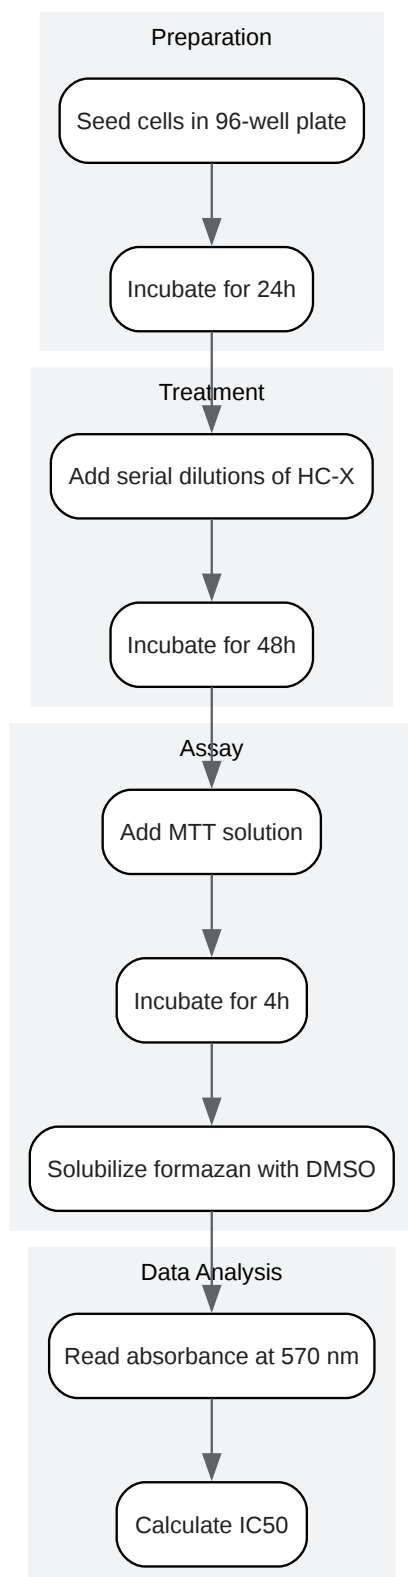 Preparation
Seed cells in 96-well plate
Incubate for 24h
Treatment
Add serial dilutions of HC-X
Incubate for 48h
Assay
Add MTT solution
Incubate for 4h
Solubilize formazan with DMSO
Data Analysis
Read absorbance at 570 nm
Calculate IC50